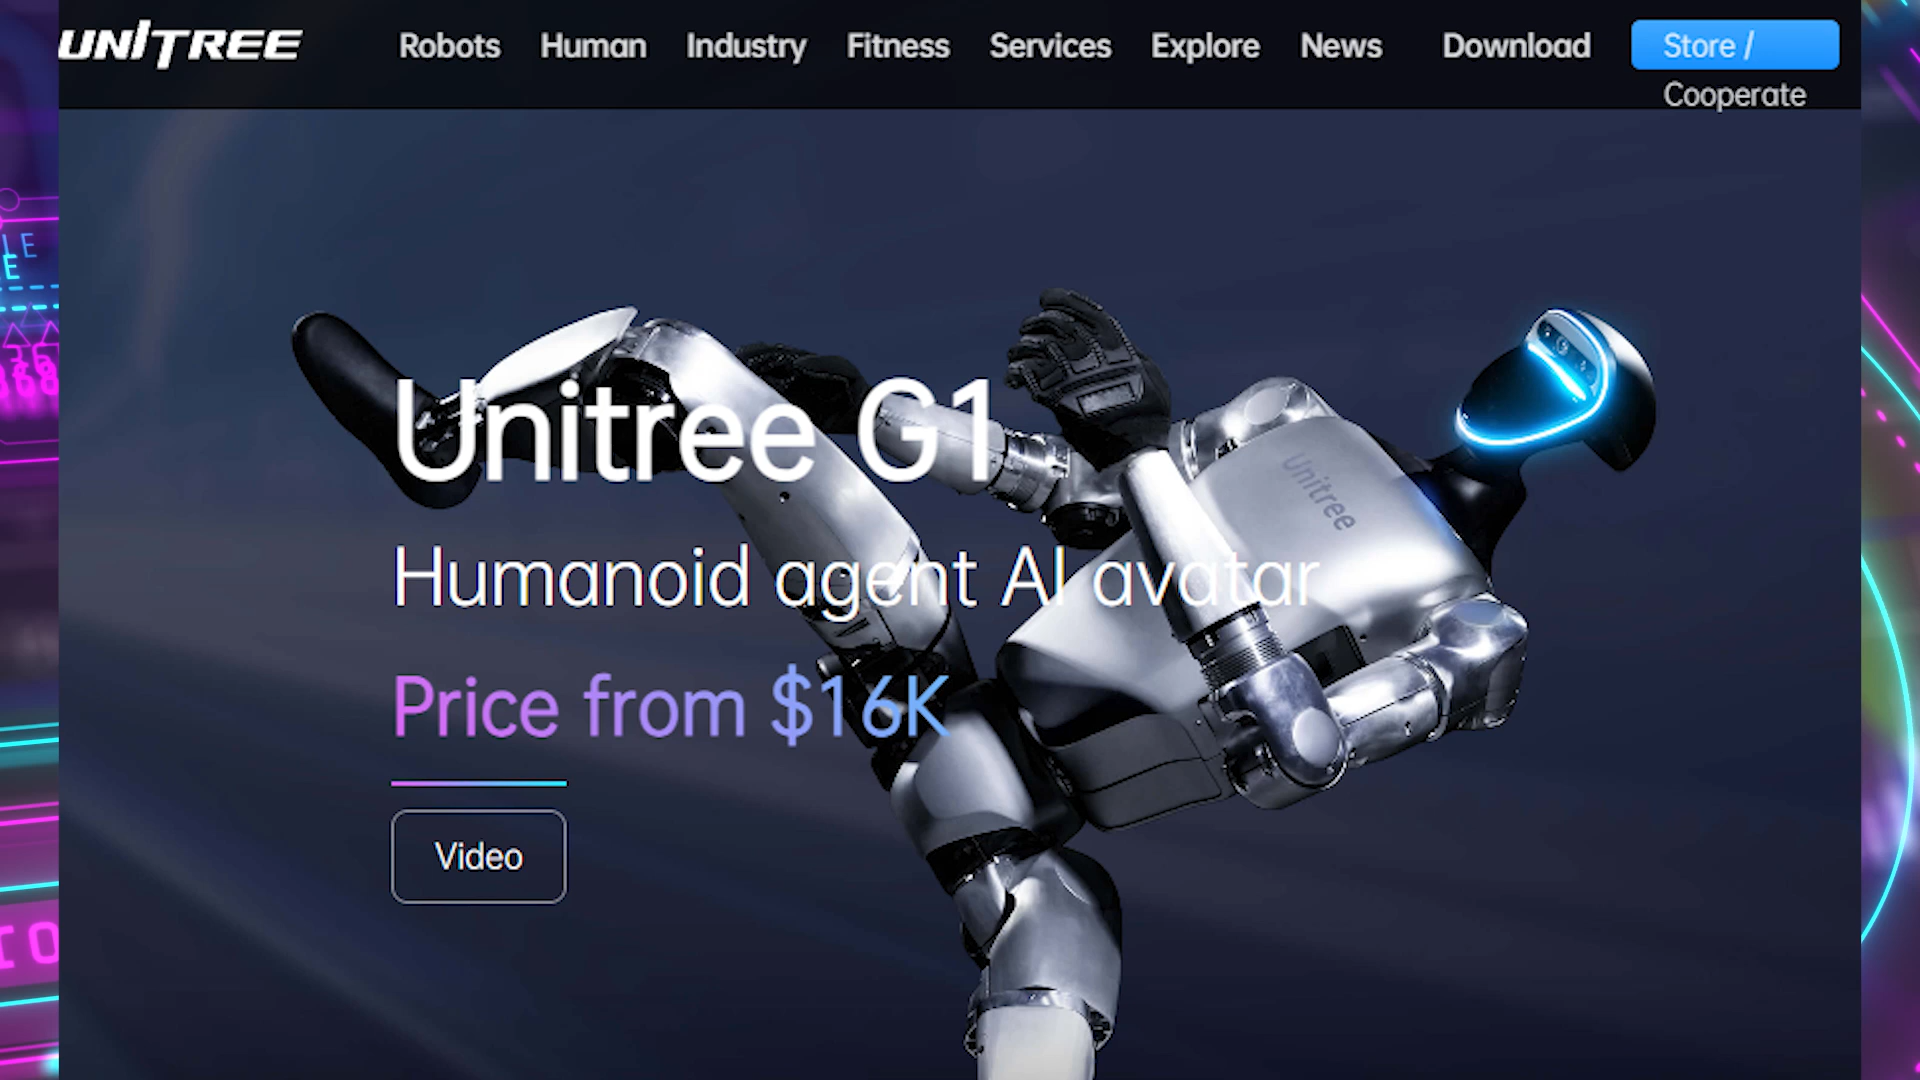 UNITREE Robots Human Industry Fitness Services Explore News Download Store /
Cooperate
LE
E
Unitree G1
Unitree
Humanoid agent AI avatar
Price from $16K
Video